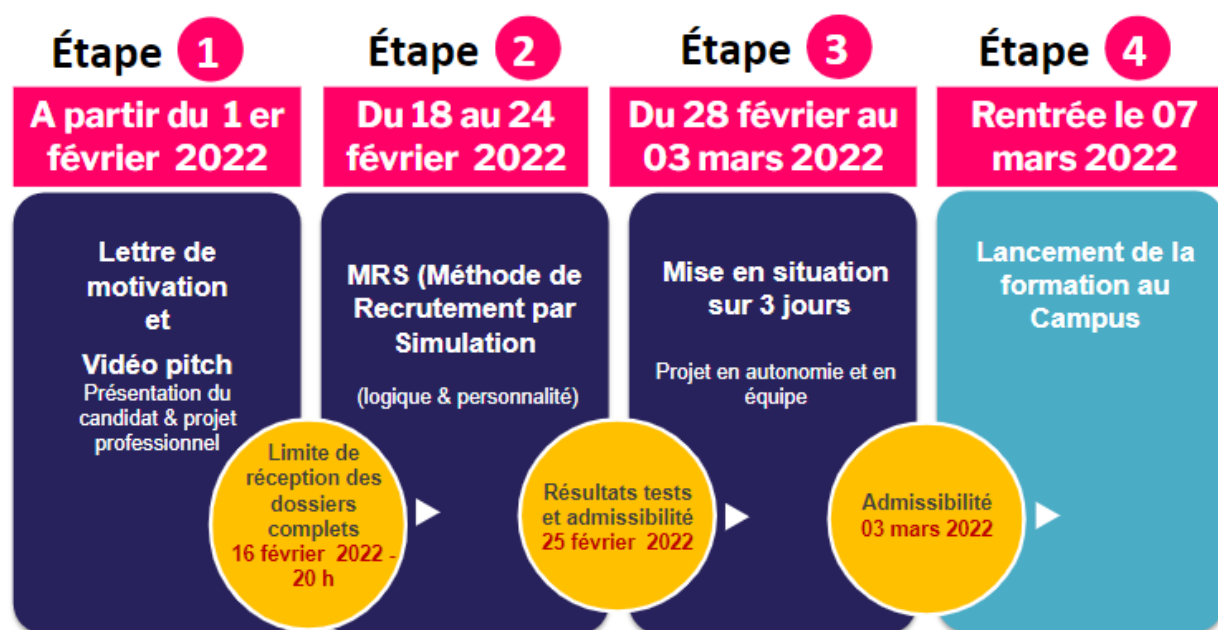 Étape 1
A partir du 1 er
février 2022
Lettre de
motivation
et
Vidéo pitch
Présentation du
candidat & projet
professionnel
Limite de
réception des
dossiers
complets
16 février 2022 -
20 h
Étape 2
Du 18 au 24
février 2022
MRS (Méthode de
Recrutement par
Simulation
(logique & personnalité)
Résultats tests
et admissibilité
25 février 2022
Étape 3
Du 28 février au
03 mars 2022
Mise en situation
sur 3 jours
Projet en autonomie et en
équipe
Admissibilité
03 mars 2022
Étape 4
Rentrée le 07
mars 2022
Lancement de la
formation au
Campus